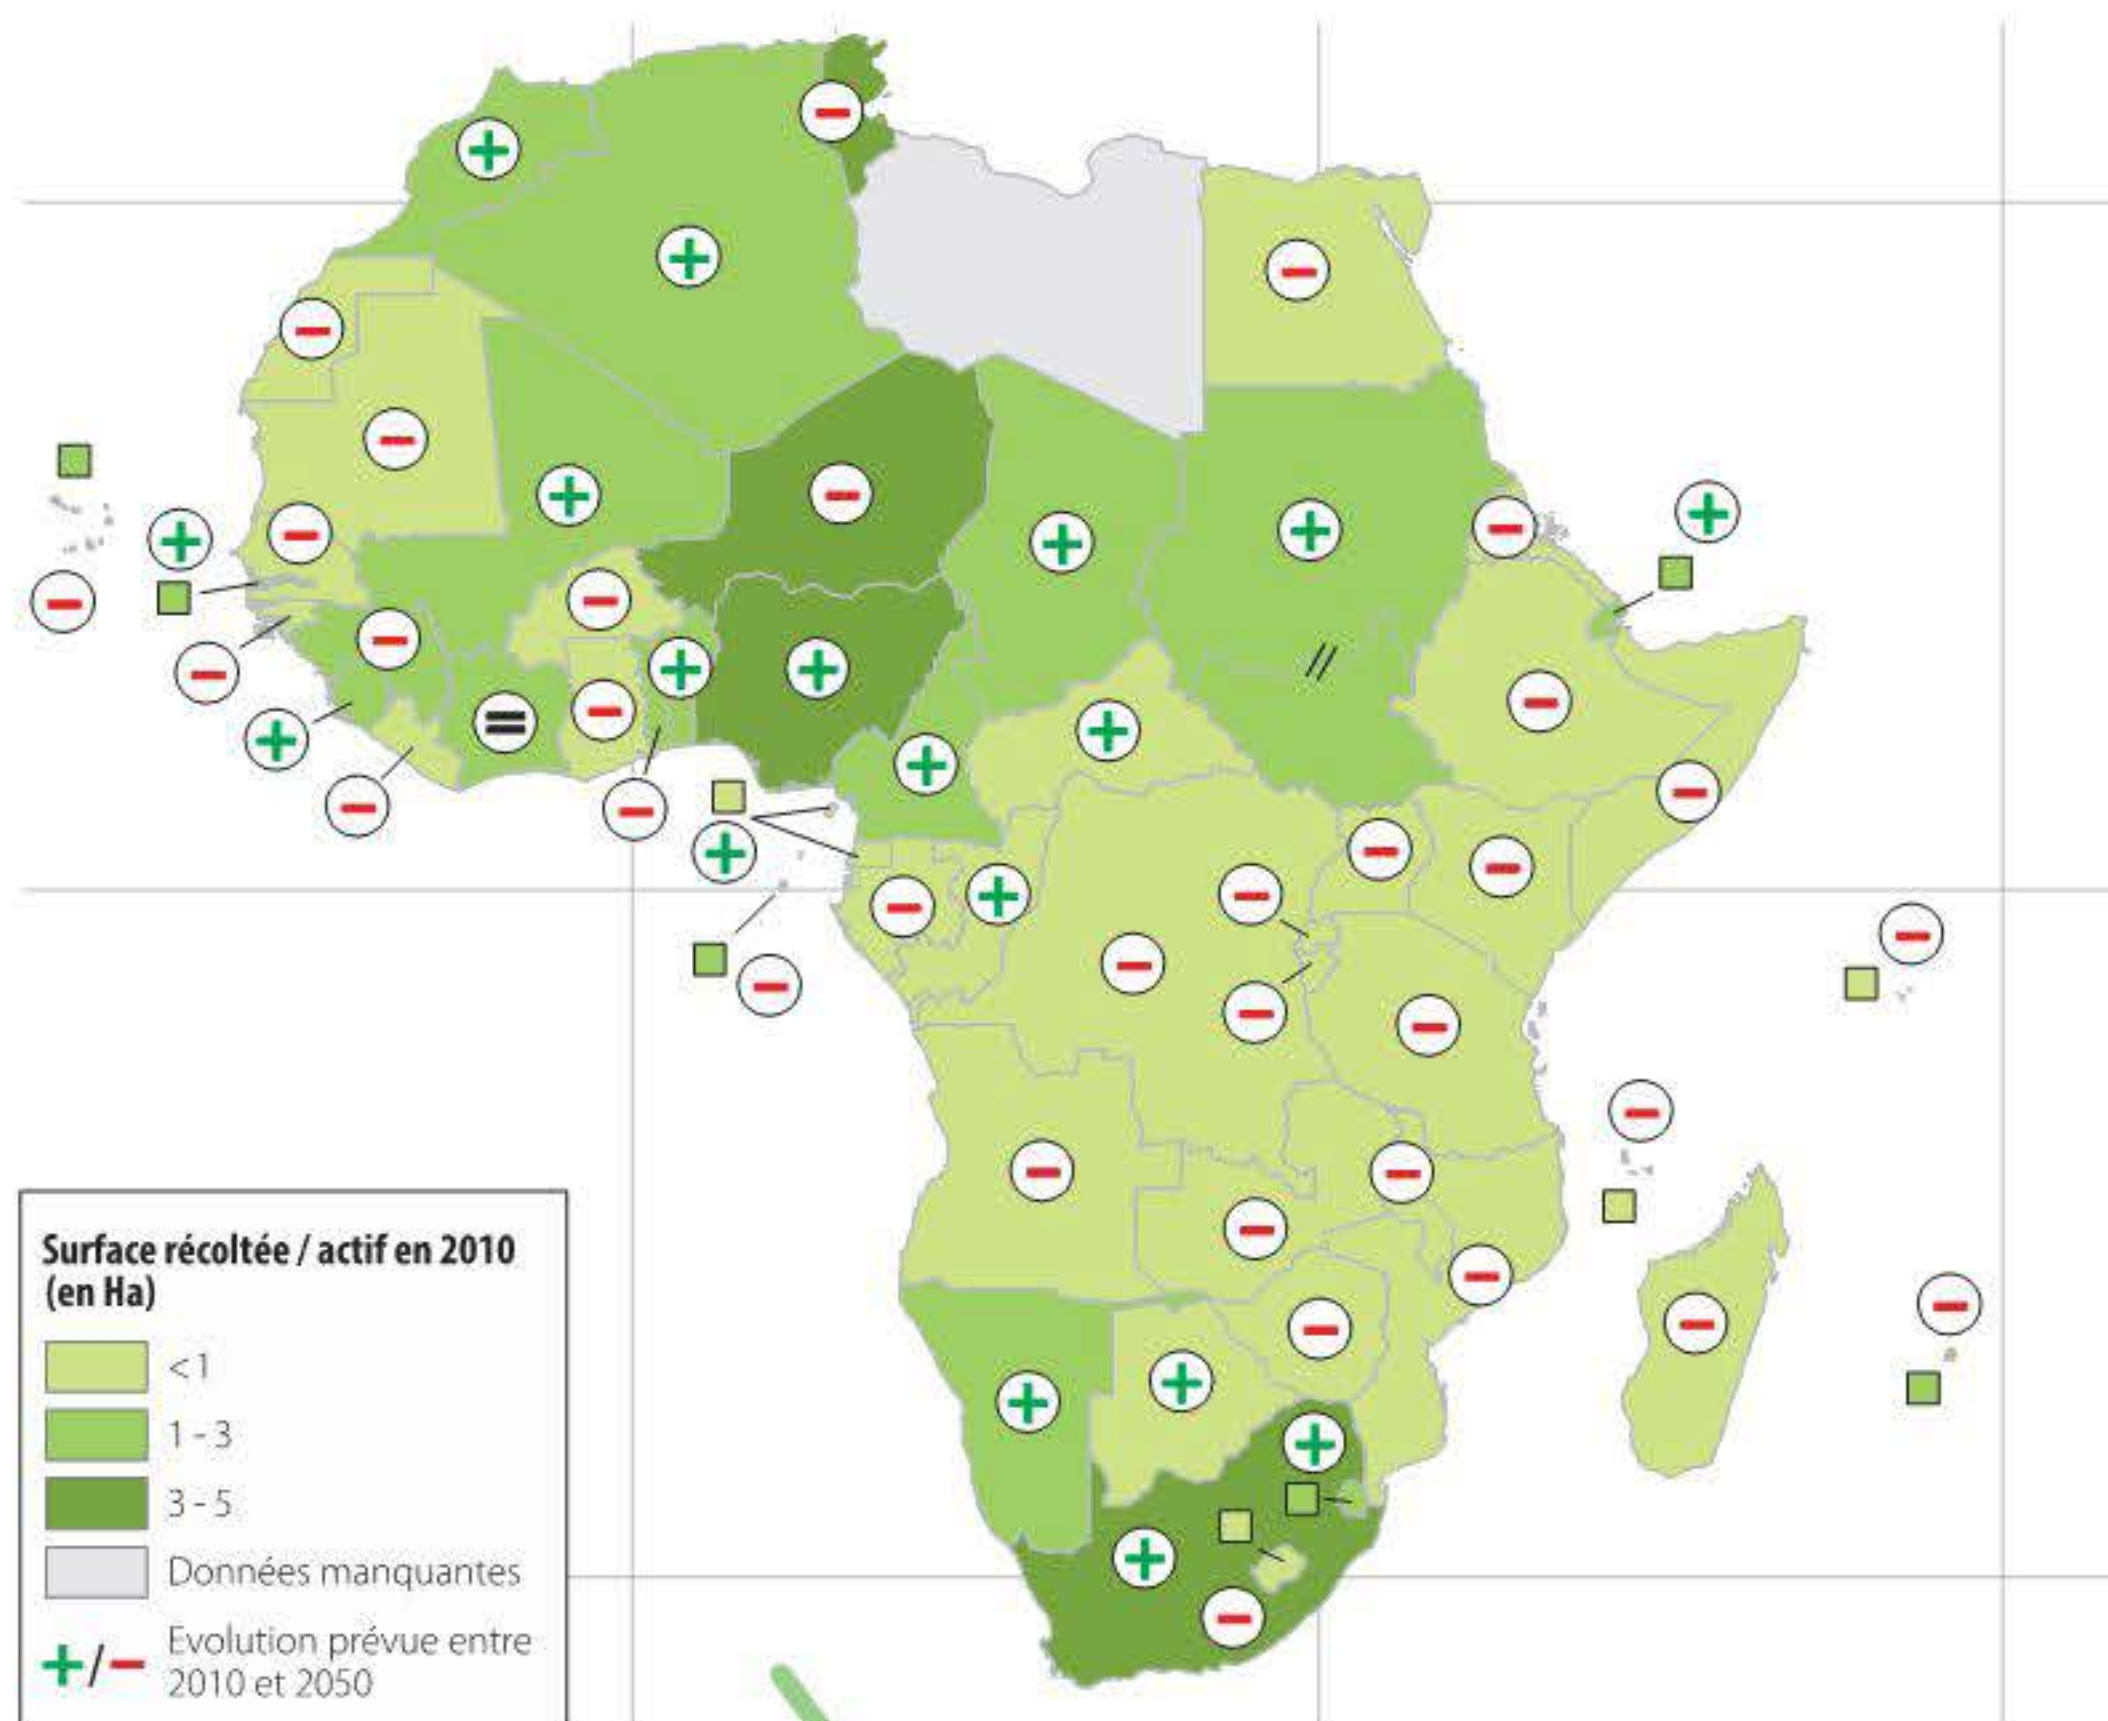 Surface récoltée / actif en 2010
(en Ha)
< 1
1 - 3
3 - 5
Données manquantes
+/- Evolution prévue entre
2010 et 2050